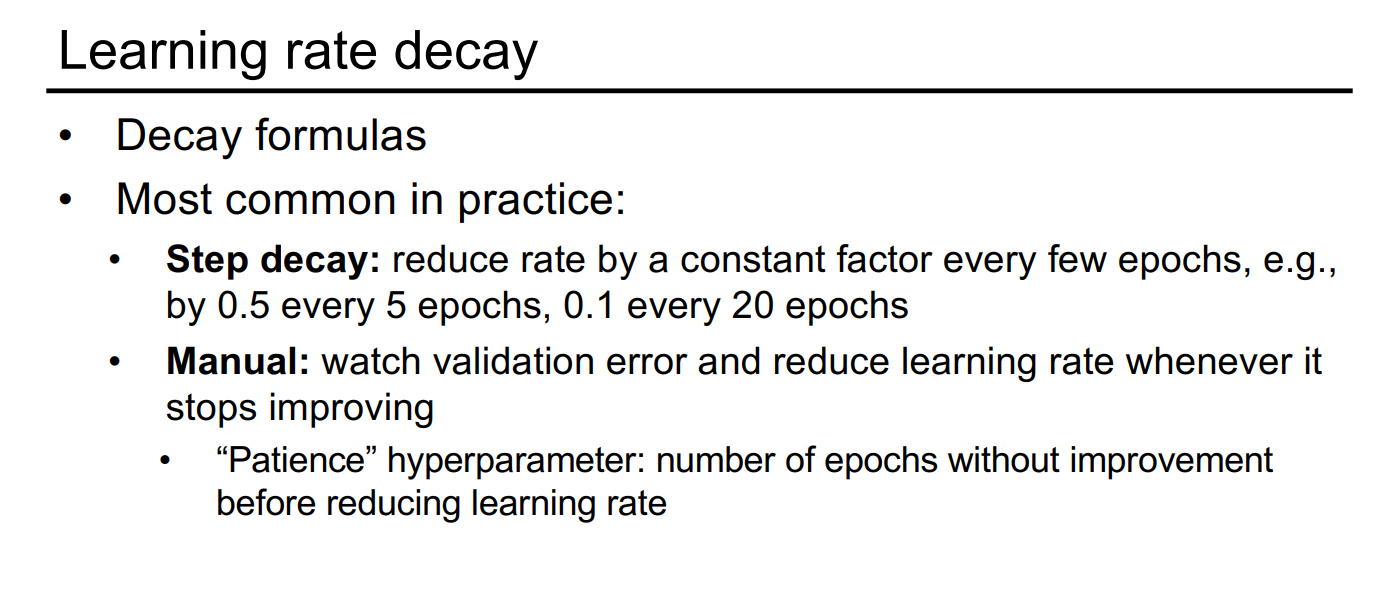 Learning rate decay
• Decay formulas
• Most common in practice:
• Step decay: reduce rate by a constant factor every few epochs, e.g.,
by 0.5 every 5 epochs, 0.1 every 20 epochs
• Manual: watch validation error and reduce learning rate whenever it
stops improving
• “Patience” hyperparameter: number of epochs without improvement
before reducing learning rate